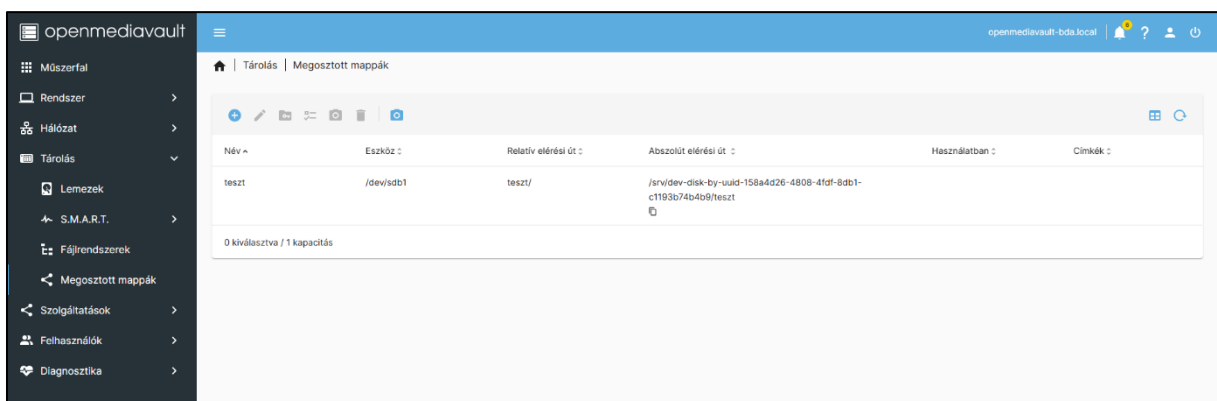 openmediavault
openmediavault-bda.local
6
?
Műszerfal
Rendszer
Hálózat
Tárolás
Lemezek
S.M.A.R.T.
Fájlrendszerek
Megosztott mappák
Szolgáltatások
Felhasználók
Diagnosztika
Tárolás | Megosztott mappák
Név Eszköz Relatív elérési út Abszolút elérési út Használatban Címkék
teszt /dev/sdb1 teszt/ /srv/dev-disk-by-uuid-158a4d26-4808-4fdf-8db1-
c1193b74b4b9/teszt
0 kiválasztva / 1 kapacitás